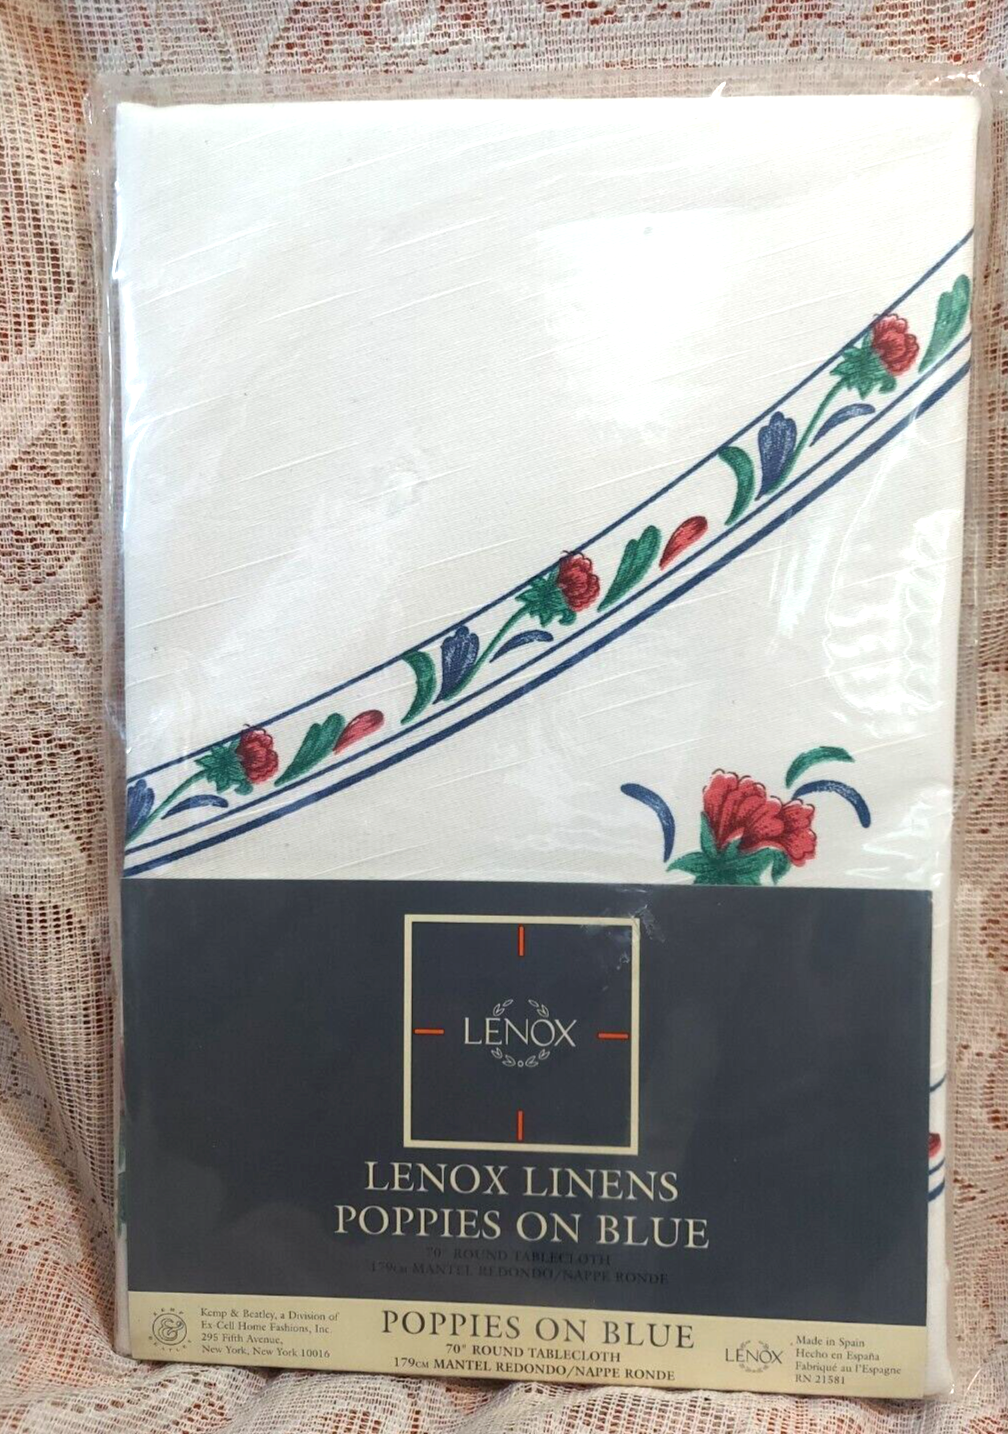 LENOX
LENOX LINENS
POPPIES ON BLUE
70" ROUND TABLECLOTH
179CM MANTEL REDONDO/NAPPE RONDE
KEMP
&
BEATLEY
Kemp & Beatley, a Division of
Ex-Cell Home Fashions, Inc.
295 Fifth Avenue,
New York, New York 10016
POPPIES ON BLUE
70" ROUND TABLECLOTH
179CM MANTEL REDONDO/NAPPE RONDE
LENOX
Made in Spain
Hecho en España
Fabriqué au l'Espagne
RN 21581